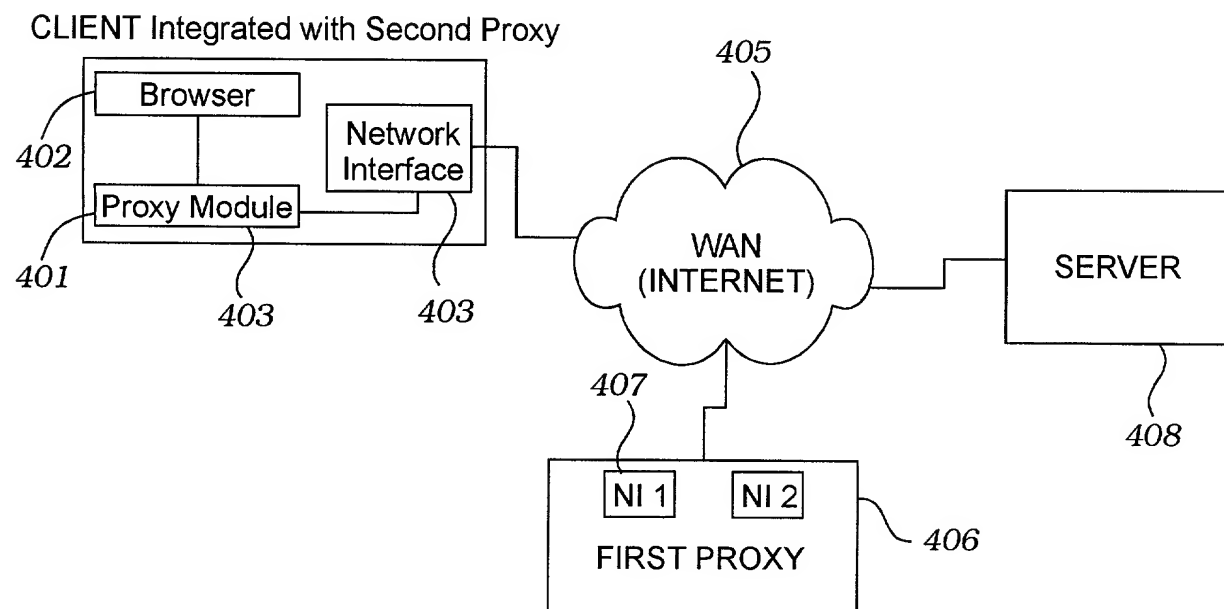 CLIENT Integrated with Second Proxy
Browser
402
Network
Interface
Proxy Module
401
403
403
405
WAN
(INTERNET)
SERVER
408
407
NI 1
NI 2
FIRST PROXY
406